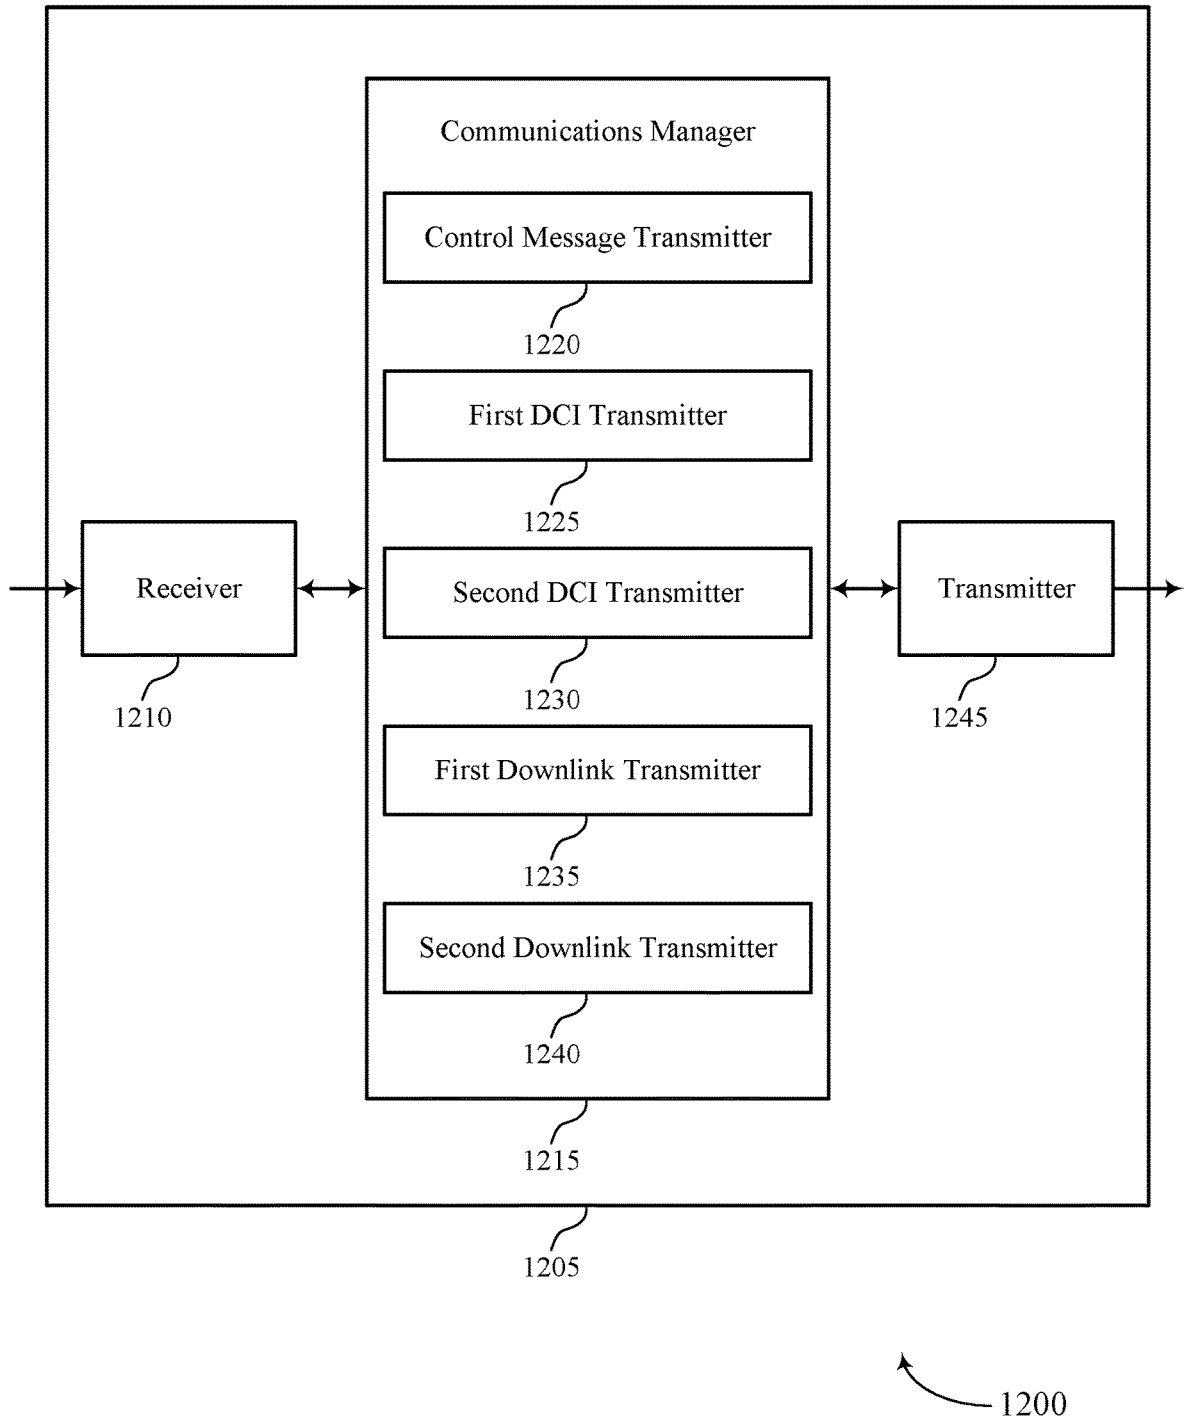 Communications Manager
Control Message Transmitter
1220
First DCI Transmitter
1225
Receiver
1210
Second DCI Transmitter
1230
Transmitter
1245
First Downlink Transmitter
1235
Second Downlink Transmitter
1240
1215
1205
1200